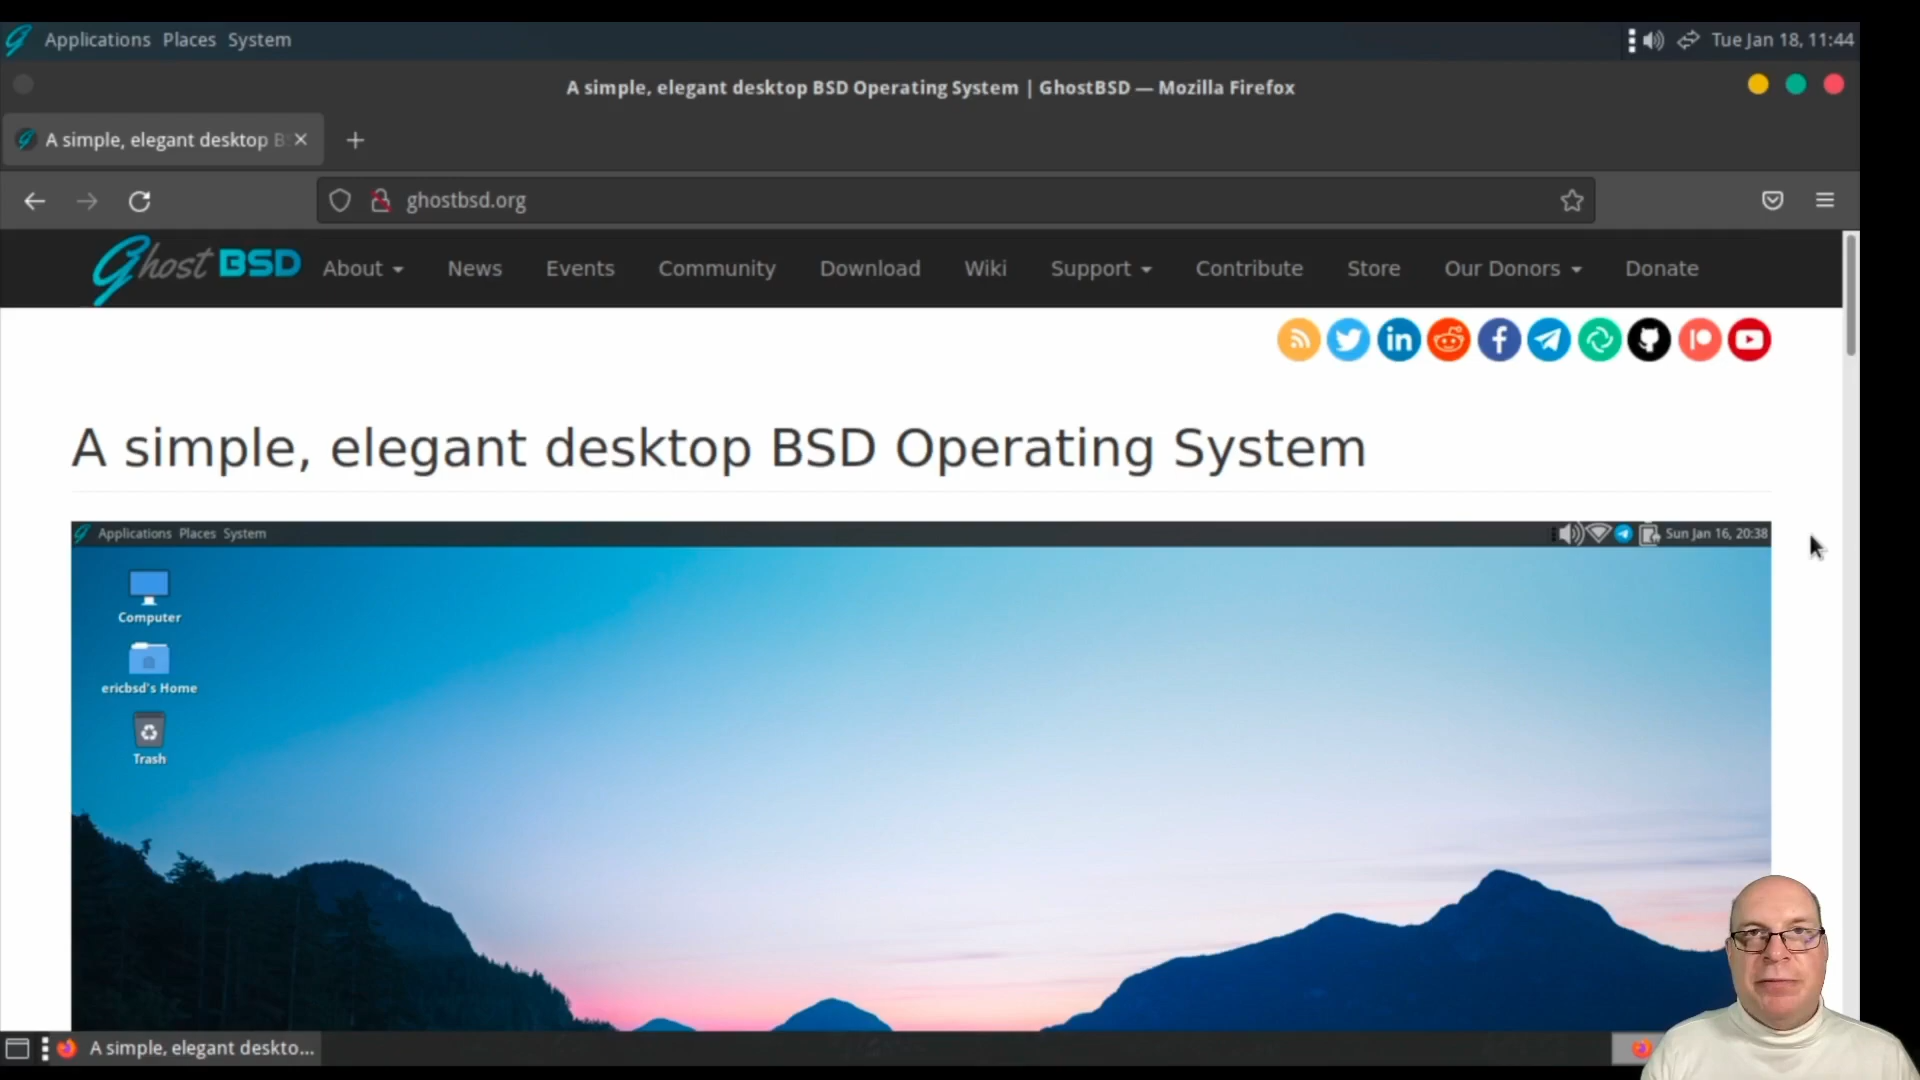 Applications Places System
Tue Jan 18, 11:44
A simple, elegant desktop BSD Operating System | GhostBSD — Mozilla Firefox
A simple, elegant desktop B
ghostbsd.org
Ghost BSD
About
News
Events
Community
Download
Wiki
Support
Contribute
Store
Our Donors
Donate
in
A simple, elegant desktop BSD Operating System
Applications Places System
Sun Jan 16, 20:38
Computer
ericbsd's Home
Trash
A simple, elegant deskto...